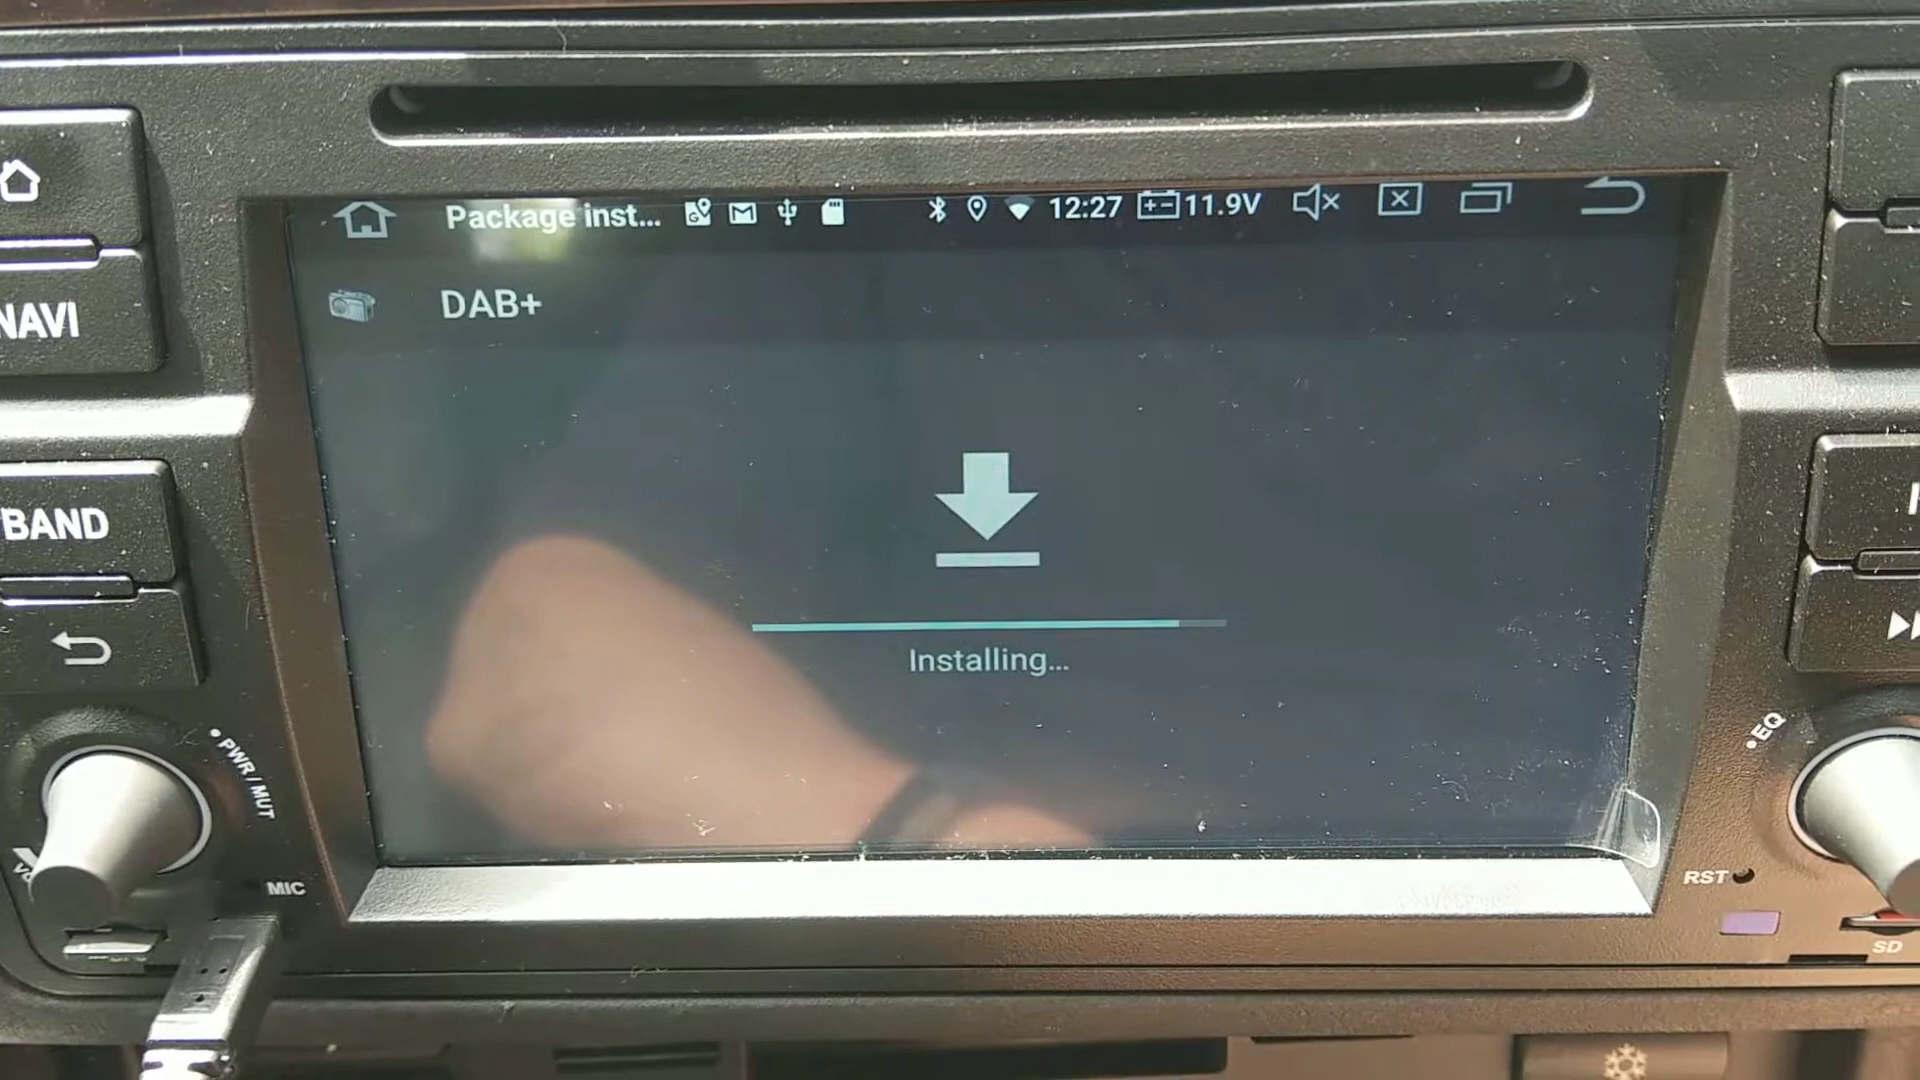 Package inst... 12:27 11.9V
DAB+
NAVI
BAND
Installing...
PWR / MUT
EQ
MIC
RST
SD